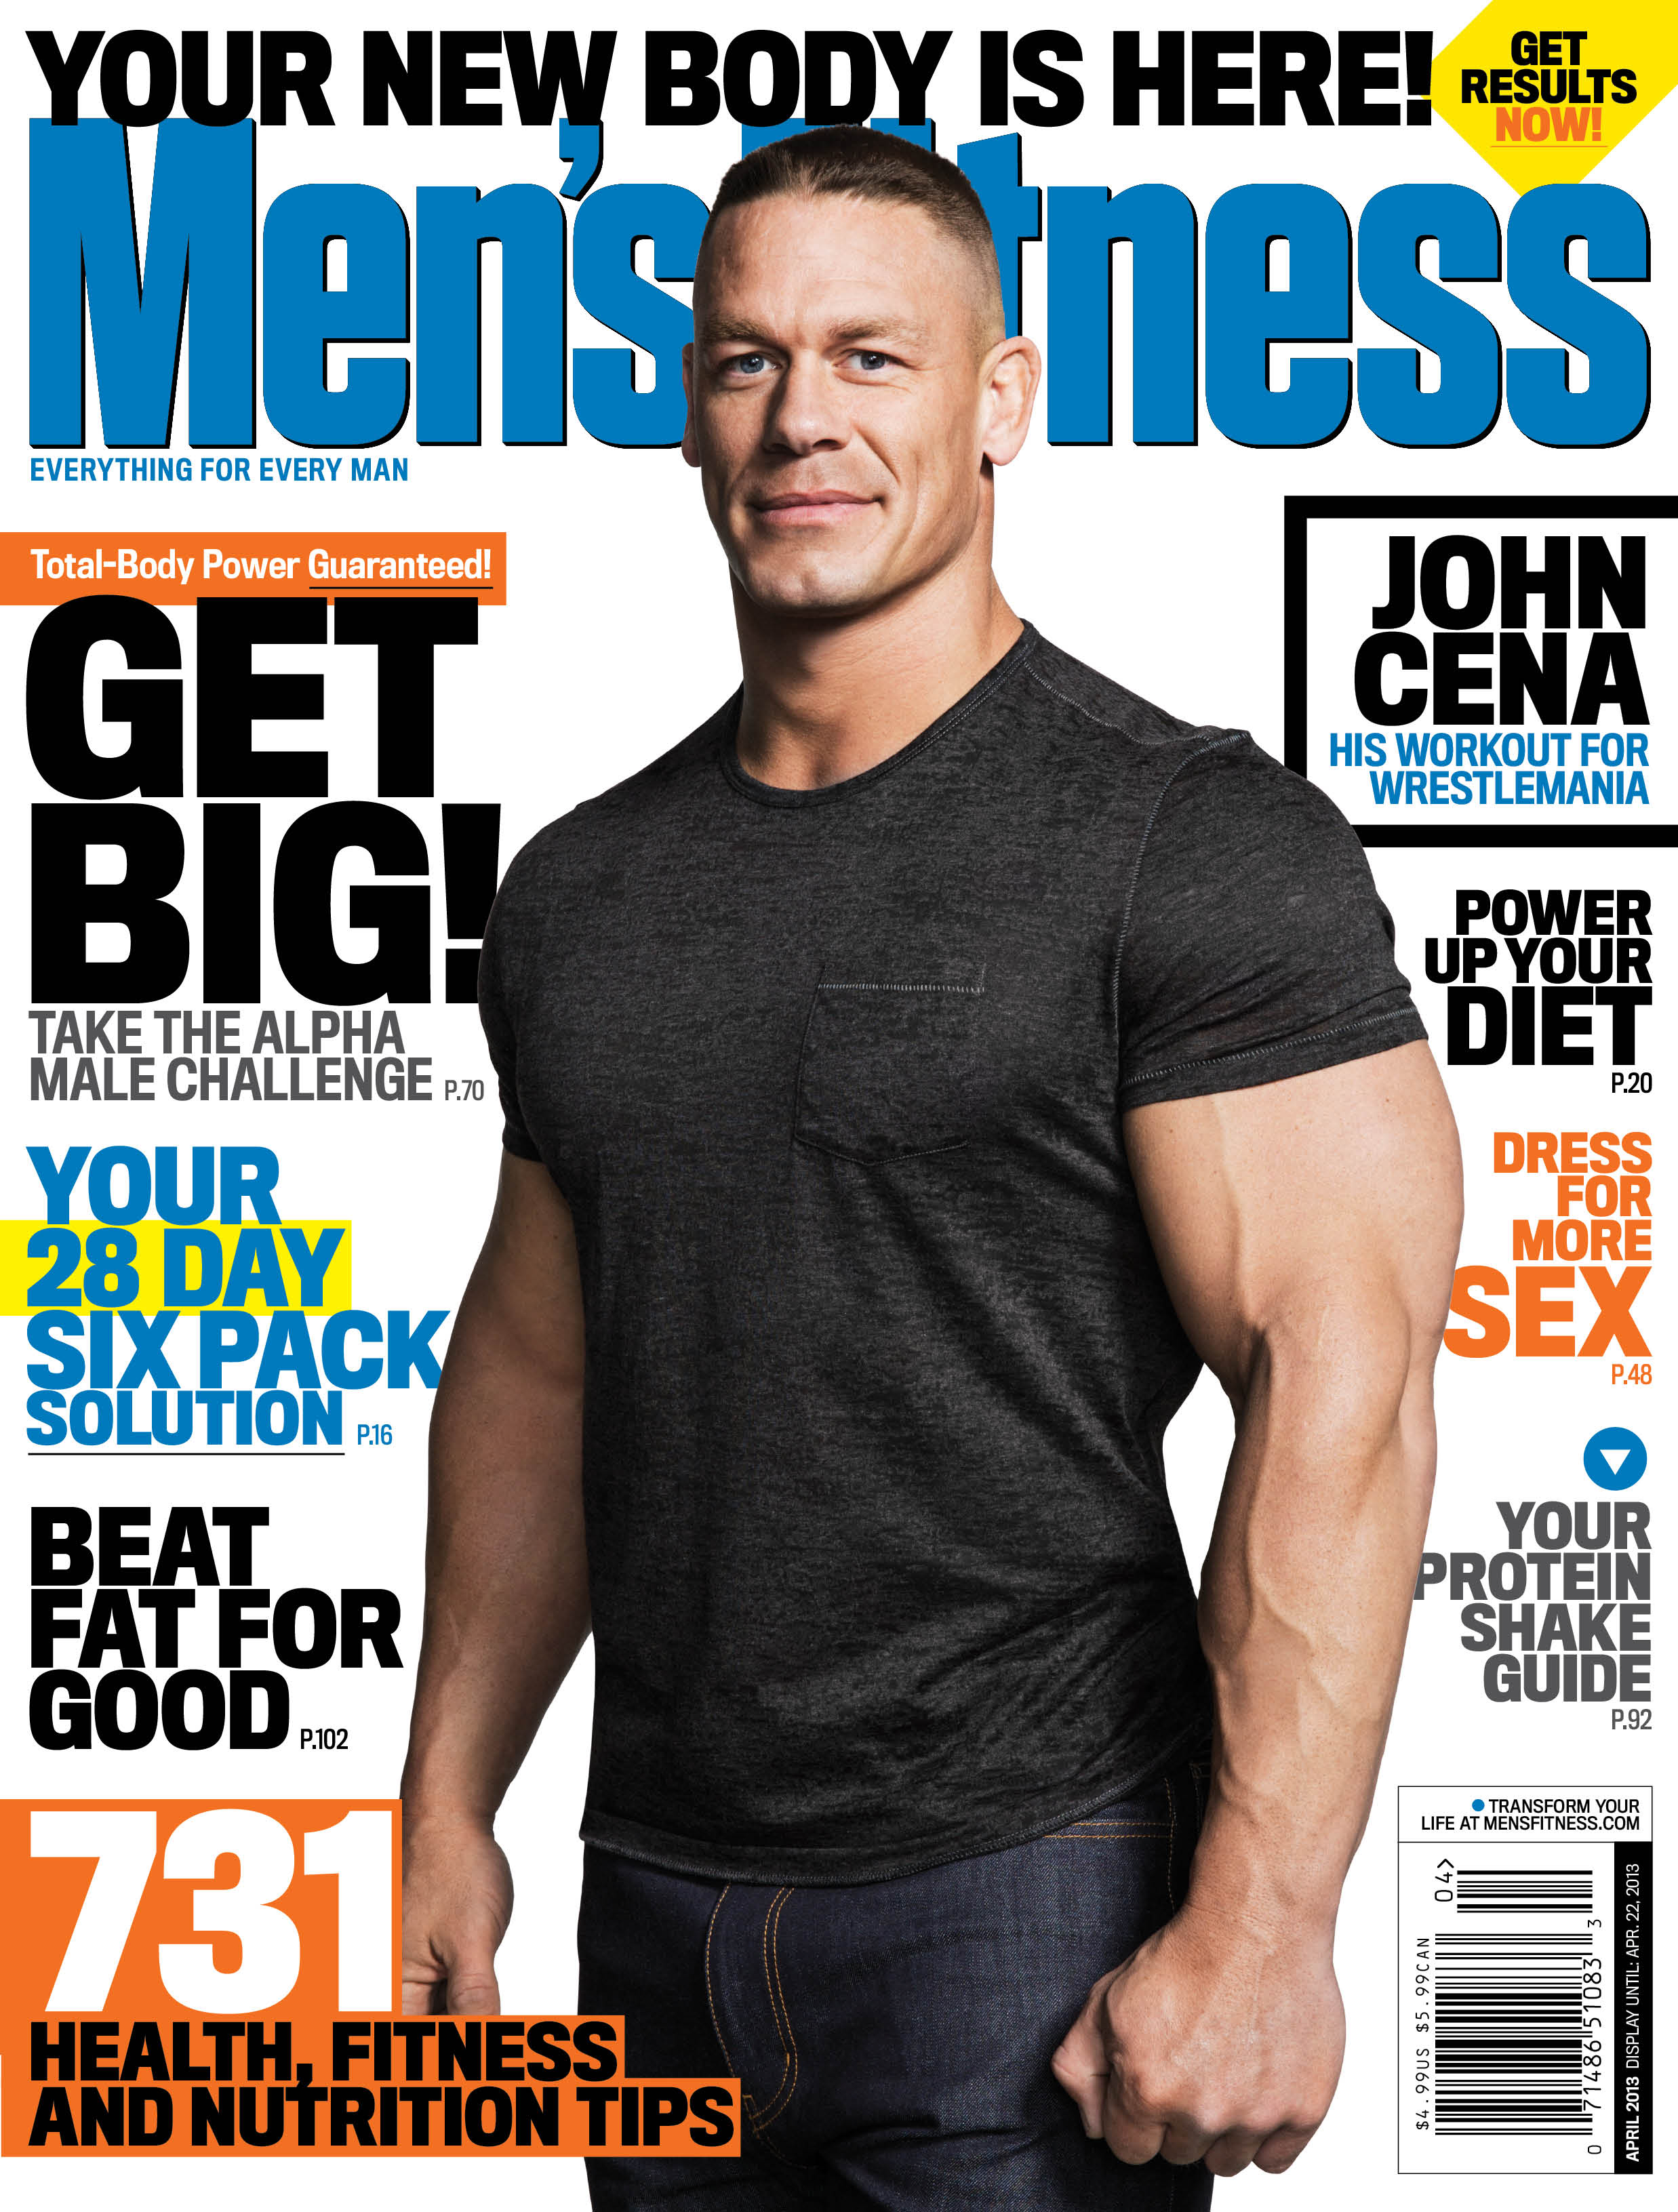 YOUR NEW BODY IS HERE!
GET
RESULTS
NOW!
Men's Fitness
EVERYTHING FOR EVERY MAN
Total-Body Power Guaranteed!
GET
BIG!
TAKE THE ALPHA
MALE CHALLENGE P.70
YOUR
28 DAY
SIX PACK
SOLUTION P.16
BEAT
FAT FOR
GOOD P.102
731
HEALTH, FITNESS
AND NUTRITION TIPS
JOHN
CENA
HIS WORKOUT FOR
WRESTLEMANIA
POWER
UP YOUR
DIET
P.20
DRESS
FOR
MORE
SEX
P.48
YOUR
PROTEIN
SHAKE
GUIDE
P.92
TRANSFORM YOUR
LIFE AT MENSFITNESS.COM
$4.99US $5.99CAN
04>
0 71486 51083 3
APRIL 2013 DISPLAY UNTIL: APR. 22, 2013